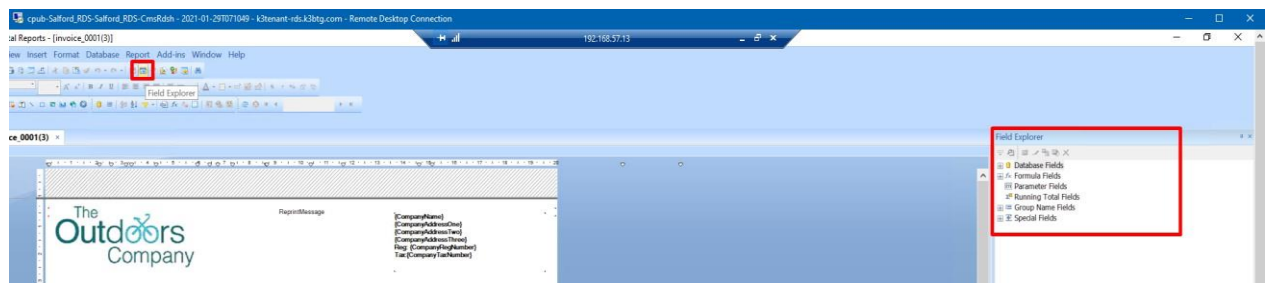 cpub-Salford_RDS-Salford_RDS-CmsRdsh - 2021-01-29T071049 - k3tenant-rds.k3btg.com - Remote Desktop Connection
192.168.57.13
al Reports - [invoice_0001(3)]
iew Insert Format Database Report Add-ins Window Help
Field Explorer
ce_0001(3) ×
Field Explorer
Database Fields
Formula Fields
Parameter Fields
Running Total Fields
Group Name Fields
Special Fields
The
Outdoors
Company
ReprintMessage
{CompanyName}
{CompanyAddressOne}
{CompanyAddressTwo}
{CompanyAddressThree}
Reg: {CompanyRegNumber}
Tax:{CompanyTaxNumber}